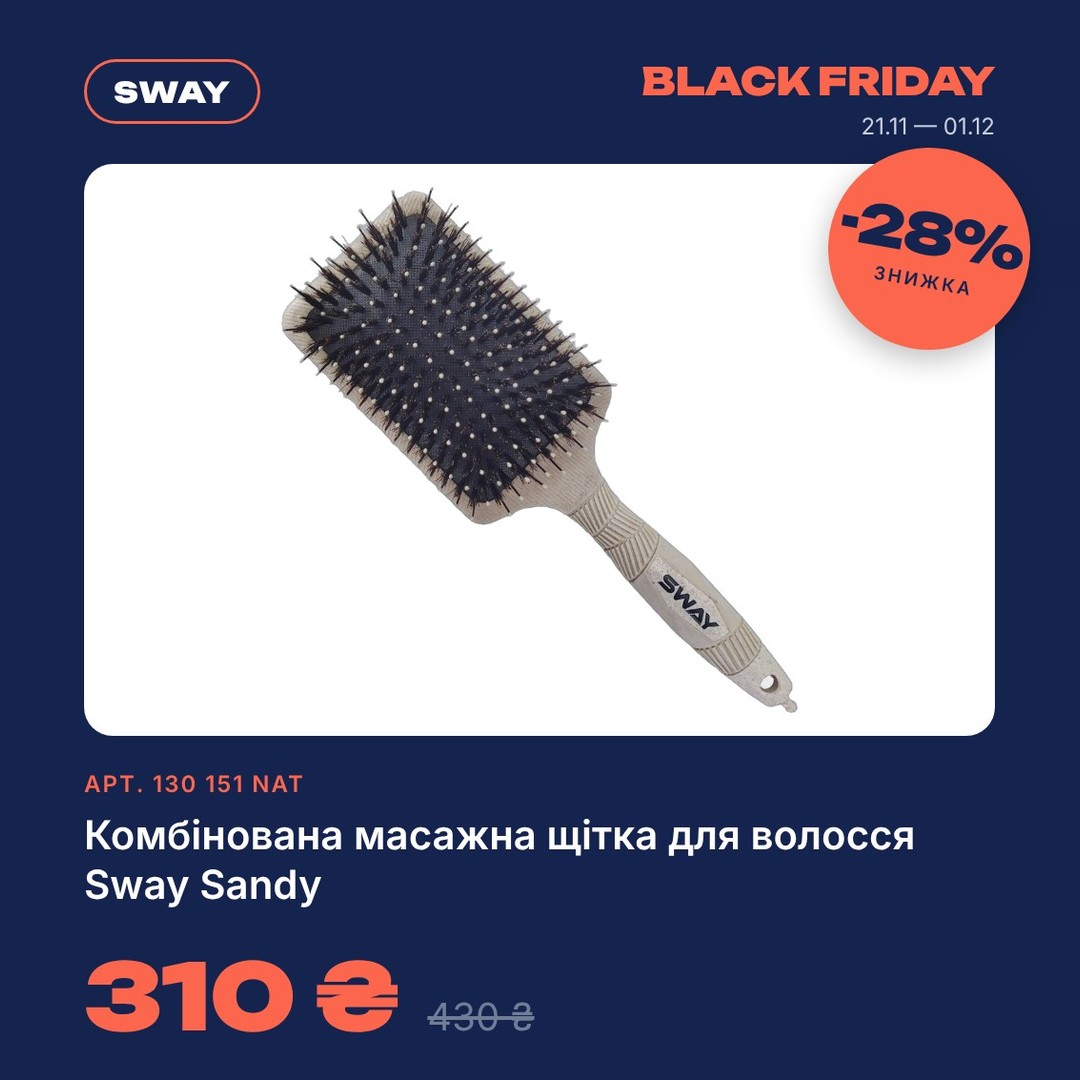 SWAY
BLACK FRIDAY
21.11 — 01.12
-28%
ЗНИЖКА
SWAY
АРТ. 130 151 NAT
Комбінована масажна щітка для волосся
Sway Sandy
310 ₴
430 ₴